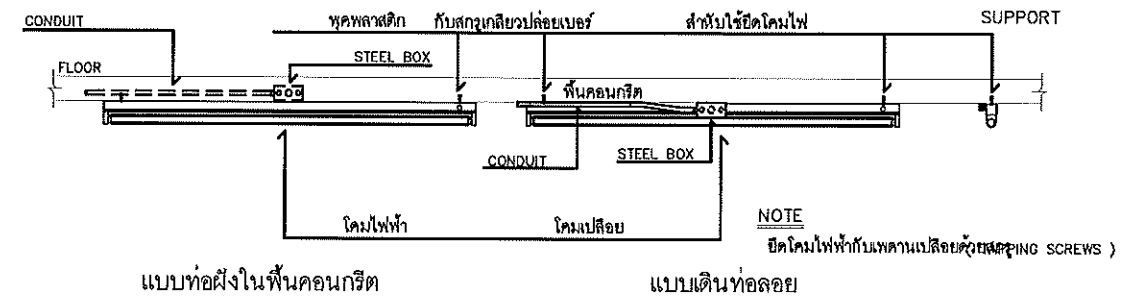 CONDUIT
พุคพลาสติก กับสกรูเกลียวปล่อยเบอร์ สำหับใช้ยึดโคมไฟ SUPPORT
FLOOR
STEEL BOX
พื้นคอนกรีต
CONDUIT
STEEL BOX
โคมไฟฟ้า โคมเปลือย
NOTE
ยึดโคมไฟฟ้ากับเพดานเปลือยด้วย TAPPING SCREWS )
แบบท่อฝังในพื้นคอนกรีต แบบเดินท่อลอย